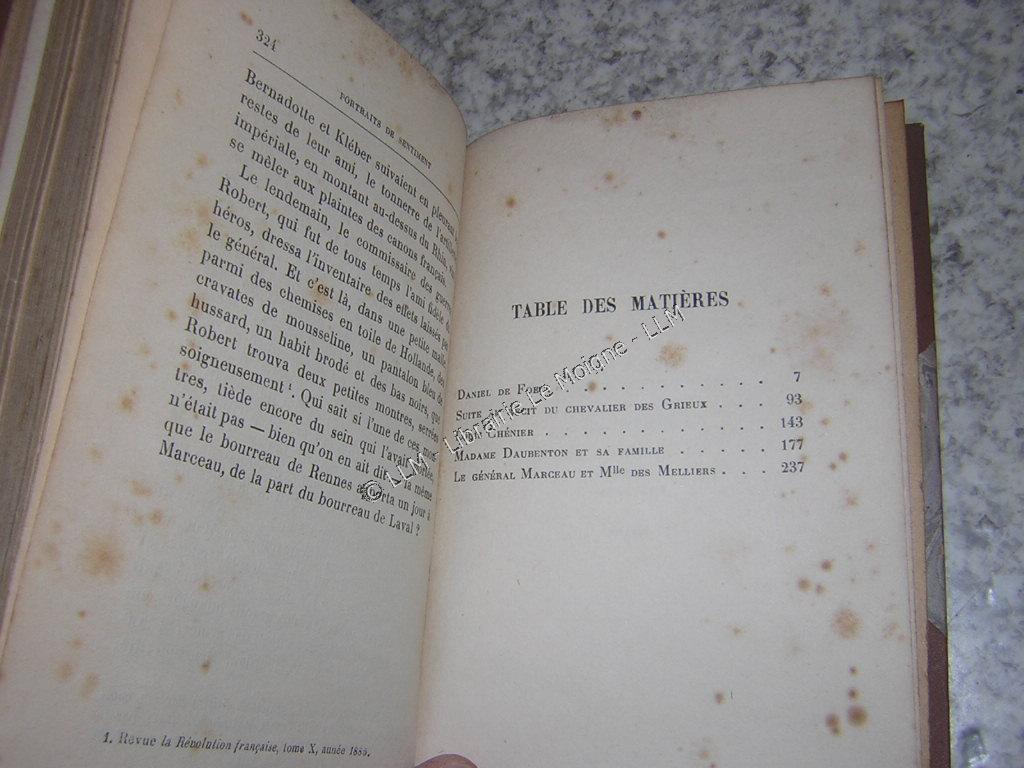 324
PORTRAITS DE SENTIMENT
Bernadotte et Kléber suivaient en pleurant
restes de leur ami, le tonnerre de l'artillerie
impériale, en montant au-dessus du Rhin,
se mêler aux plaintes des canons français.
Le lendemain, le commissaire des guerres
Robert, qui fut de tous temps l'ami fidèle du
héros, dressa l'inventaire des effets laissés par
le général. Et c'est là, dans une petite malle
parmi des chemises en toile de Hollande, des
cravates de mousseline, un pantalon bleu de
hussard, un habit brodé et des bas noirs, que
Robert trouva deux petites montres, serrées
soigneusement¹. Qui sait si l'une de ces mon-
tres, tiède encore du sein qui l'avait portée,
n'était pas — bien qu'on en ait dit — la même
que le bourreau de Rennes apporta un jour à
Marceau, de la part du bourreau de Laval ?
1. Revue la Révolution française, tome X, année 1886.
TABLE DES MATIÈRES
DANIEL DE FOE . . . . . . . . . . . . 7
SUITE DU RÉCIT DU CHEVALIER DES GRIEUX . . . 93
CHÉNIER . . . . . . . . . . . . 143
MADAME DAUBENTON ET SA FAMILLE . . . . . 177
LE GÉNÉRAL MARCEAU ET Mlle DES MELLIERS . . . 237
© LLM - Librairie Le Moigne - LLM